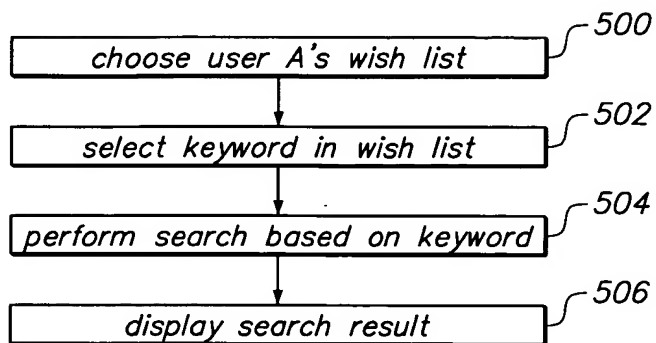 500
choose user A's wish list
502
select keyword in wish list
504
perform search based on keyword
506
display search result